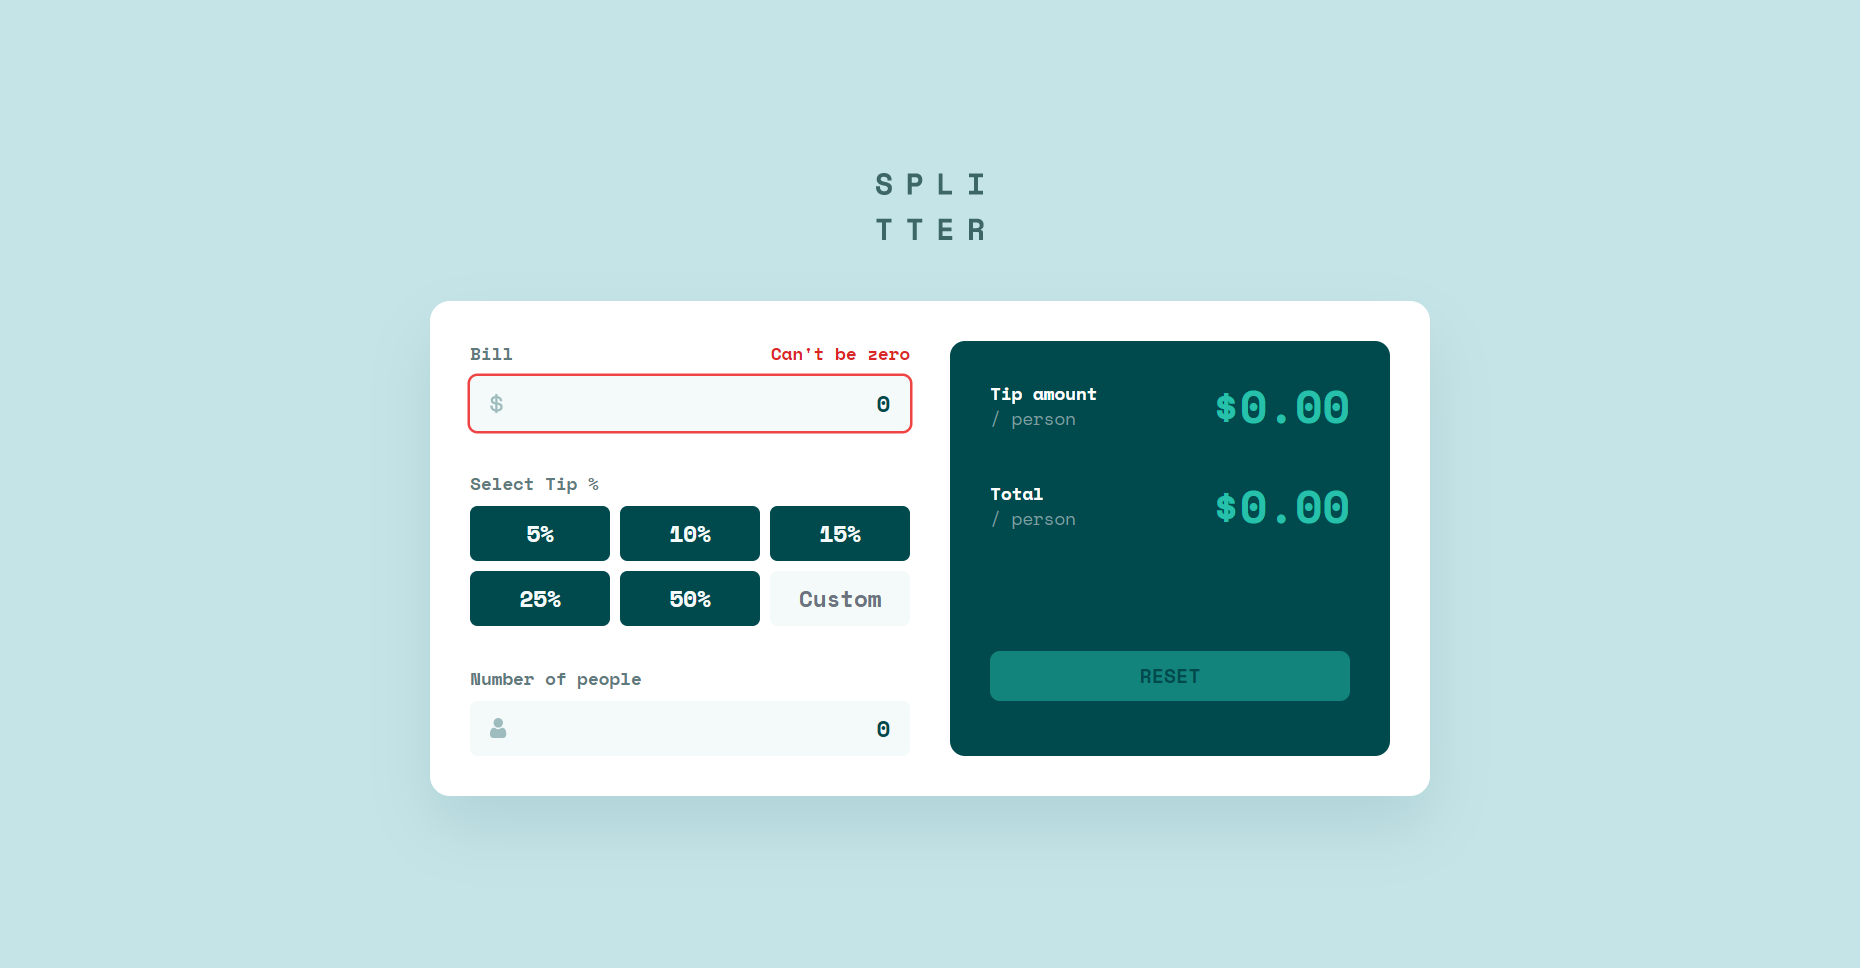 SPLI
TTER
Bill
Can't be zero
$
0
Select Tip %
5%
10%
15%
25%
50%
Custom
Number of people
0
Tip amount
/ person
$0.00
Total
/ person
$0.00
RESET